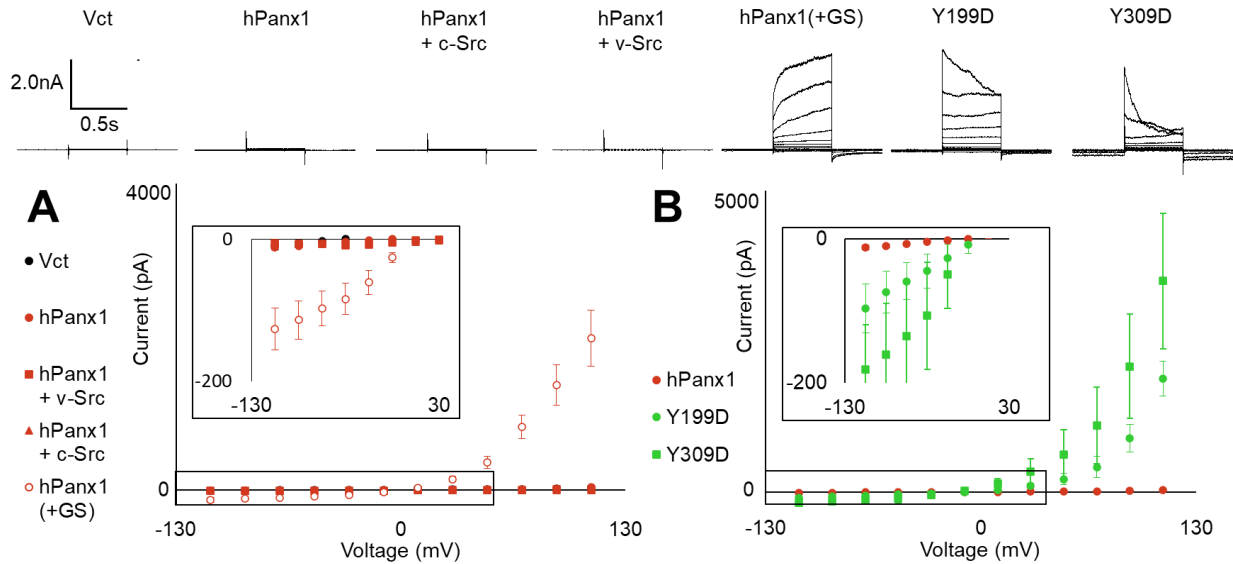 Vct
hPanx1
hPanx1
+ c-Src
hPanx1
+ v-Src
hPanx1(+GS)
Y199D
Y309D
2.0nA
0.5s
A
4000
Current (pA)
0
-130
0
130
Voltage (mV)
0
-200
-130
30
Vct
hPanx1
hPanx1
+ v-Src
hPanx1
+ c-Src
hPanx1
(+GS)
B
5000
Current (pA)
0
-130
0
130
Voltage (mV)
0
-200
-130
30
hPanx1
Y199D
Y309D